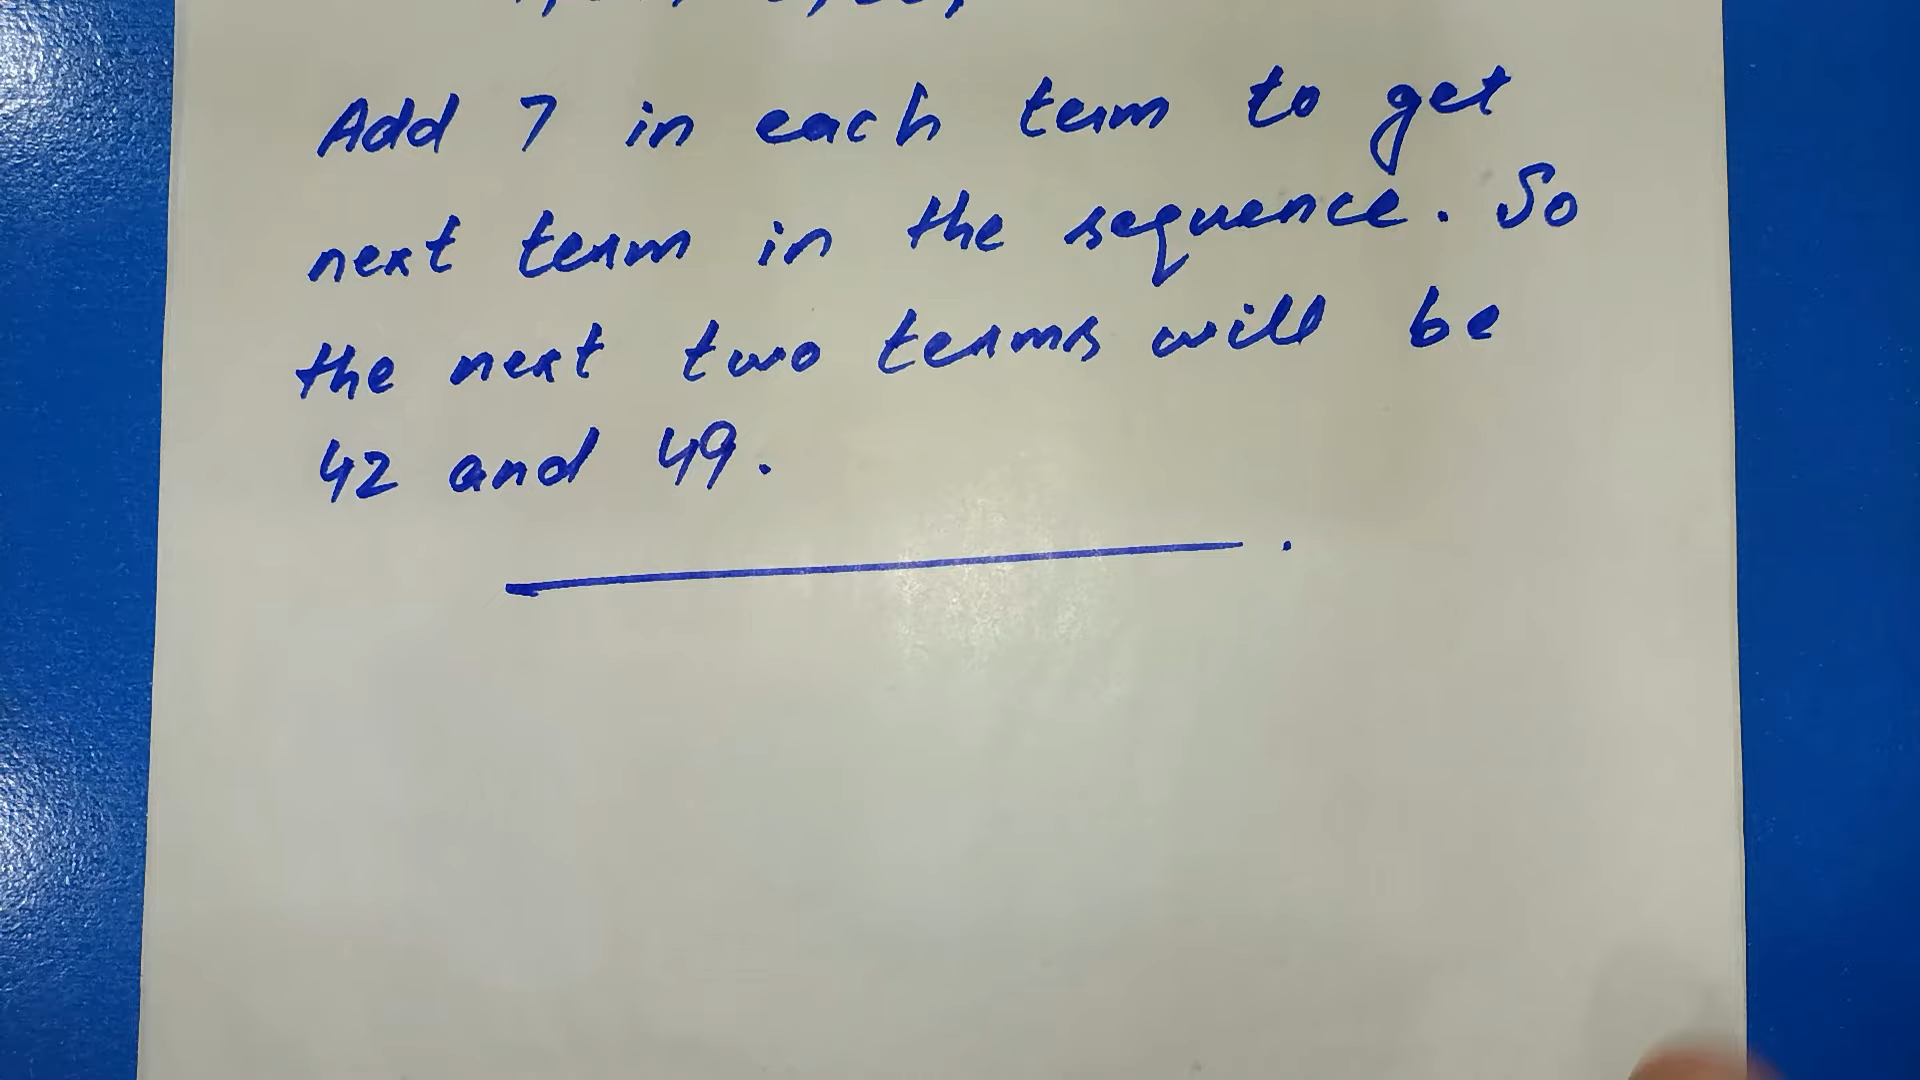 Add 7 in each term to get
next term in the sequence. So
the next two terms will be
42 and 49.